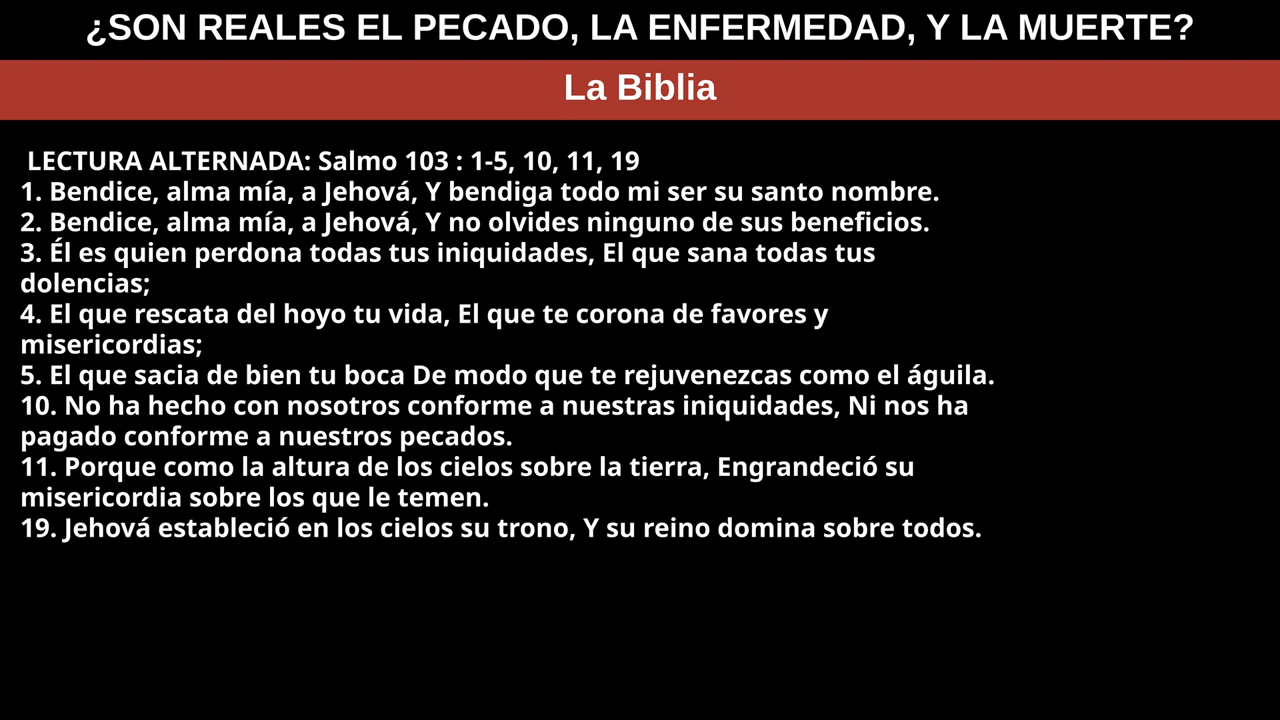 ¿SON REALES EL PECADO, LA ENFERMEDAD, Y LA MUERTE?
La Biblia
LECTURA ALTERNADA: Salmo 103 : 1-5, 10, 11, 19
1. Bendice, alma mía, a Jehová, Y bendiga todo mi ser su santo nombre.
2. Bendice, alma mía, a Jehová, Y no olvides ninguno de sus beneficios.
3. Él es quien perdona todas tus iniquidades, El que sana todas tus
dolencias;
4. El que rescata del hoyo tu vida, El que te corona de favores y
misericordias;
5. El que sacia de bien tu boca De modo que te rejuvenezcas como el águila.
10. No ha hecho con nosotros conforme a nuestras iniquidades, Ni nos ha
pagado conforme a nuestros pecados.
11. Porque como la altura de los cielos sobre la tierra, Engrandeció su
misericordia sobre los que le temen.
19. Jehová estableció en los cielos su trono, Y su reino domina sobre todos.